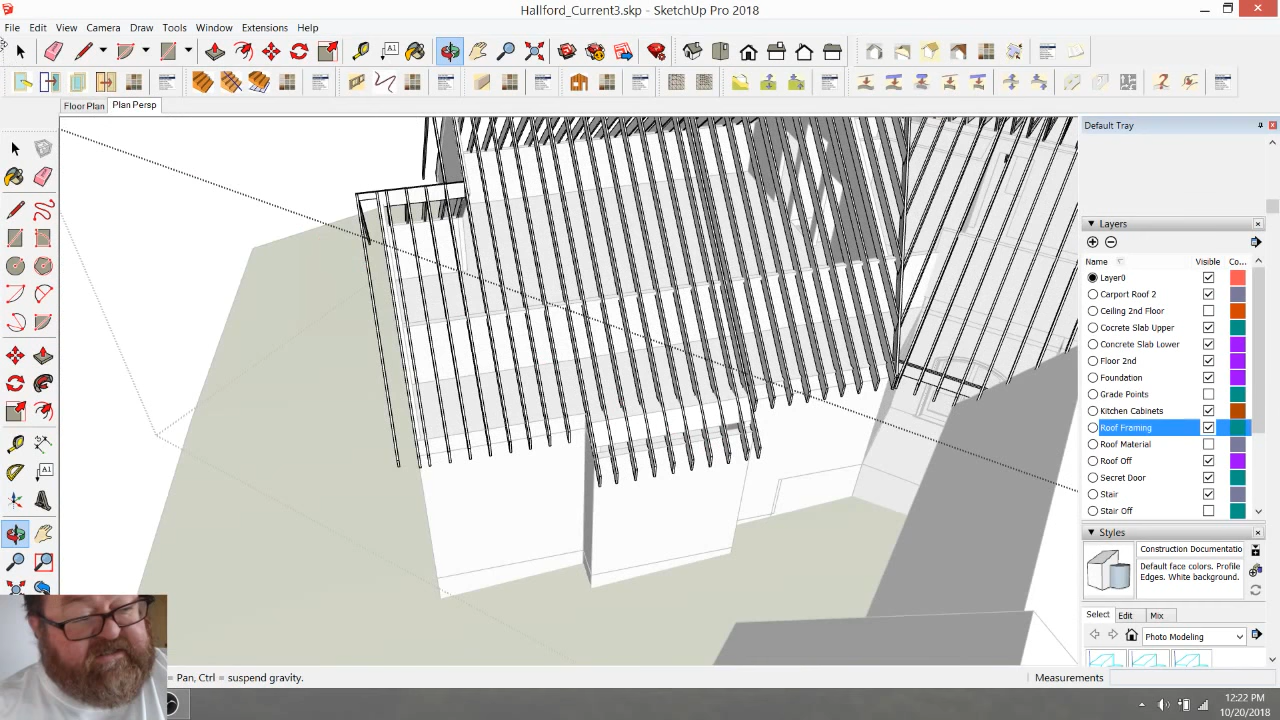 Hallford_Current3.skp - SketchUp Pro 2018
File Edit View Camera Draw Tools Window Extensions Help
Floor Plan Plan Persp
Default Tray
Layers
Name Visible Co...
Layer0
Carport Roof 2
Ceiling 2nd Floor
Cocrete Slab Upper
Concrete Slab Lower
Floor 2nd
Foundation
Grade Points
Kitchen Cabinets
Roof Framing
Roof Material
Roof Off
Secret Door
Stair
Stair Off
Styles
Construction Documentatio
Default face colors. Profile
Edges. White background.
Select Edit Mix
Photo Modeling
= Pan, Ctrl = suspend gravity.
Measurements
12:22 PM
10/20/2018